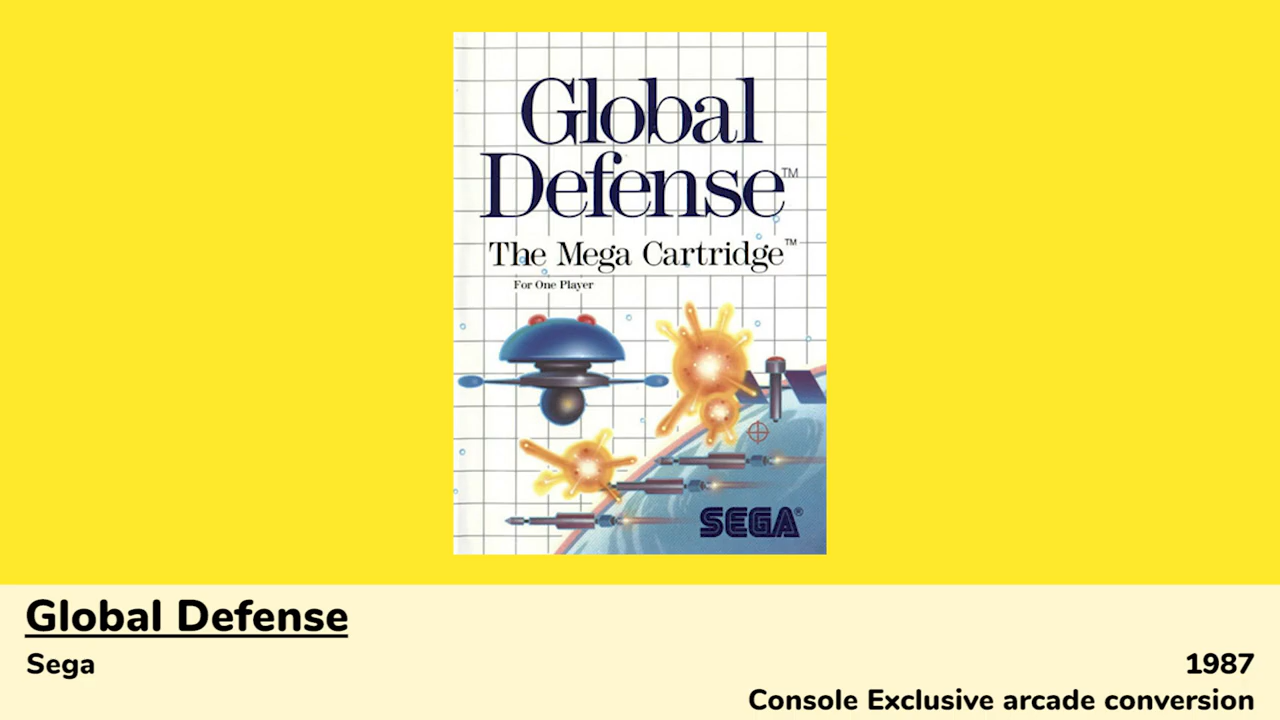 Global
Defense™
The Mega Cartridge™
For One Player
SEGA®
Global Defense
Sega
1987
Console Exclusive arcade conversion